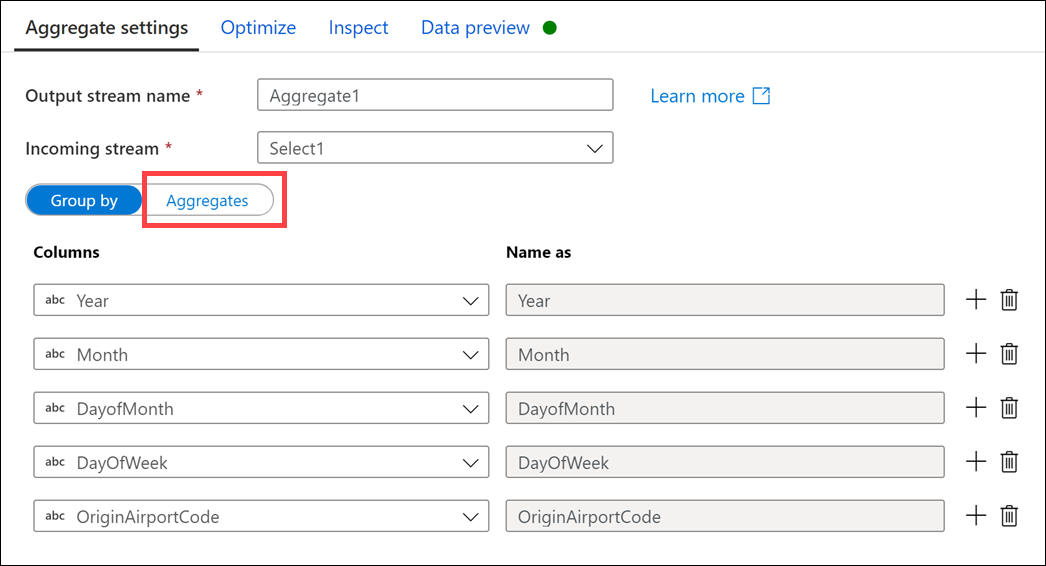 Aggregate settings Optimize Inspect Data preview
Output stream name * Aggregate1 Learn more
Incoming stream * Select1
Group by Aggregates
Columns Name as
abc Year Year
abc Month Month
abc DayofMonth DayofMonth
abc DayOfWeek DayOfWeek
abc OriginAirportCode OriginAirportCode